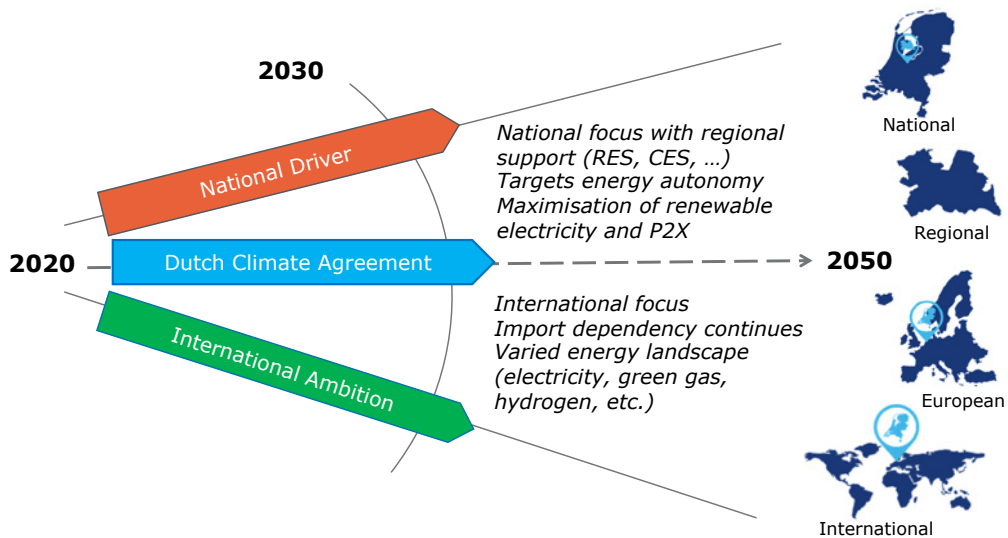 2030
National Driver
National focus with regional
support (RES, CES, …)
Targets energy autonomy
Maximisation of renewable
electricity and P2X
National
Regional
2020
Dutch Climate Agreement
2050
International Ambition
International focus
Import dependency continues
Varied energy landscape
(electricity, green gas,
hydrogen, etc.)
European
International